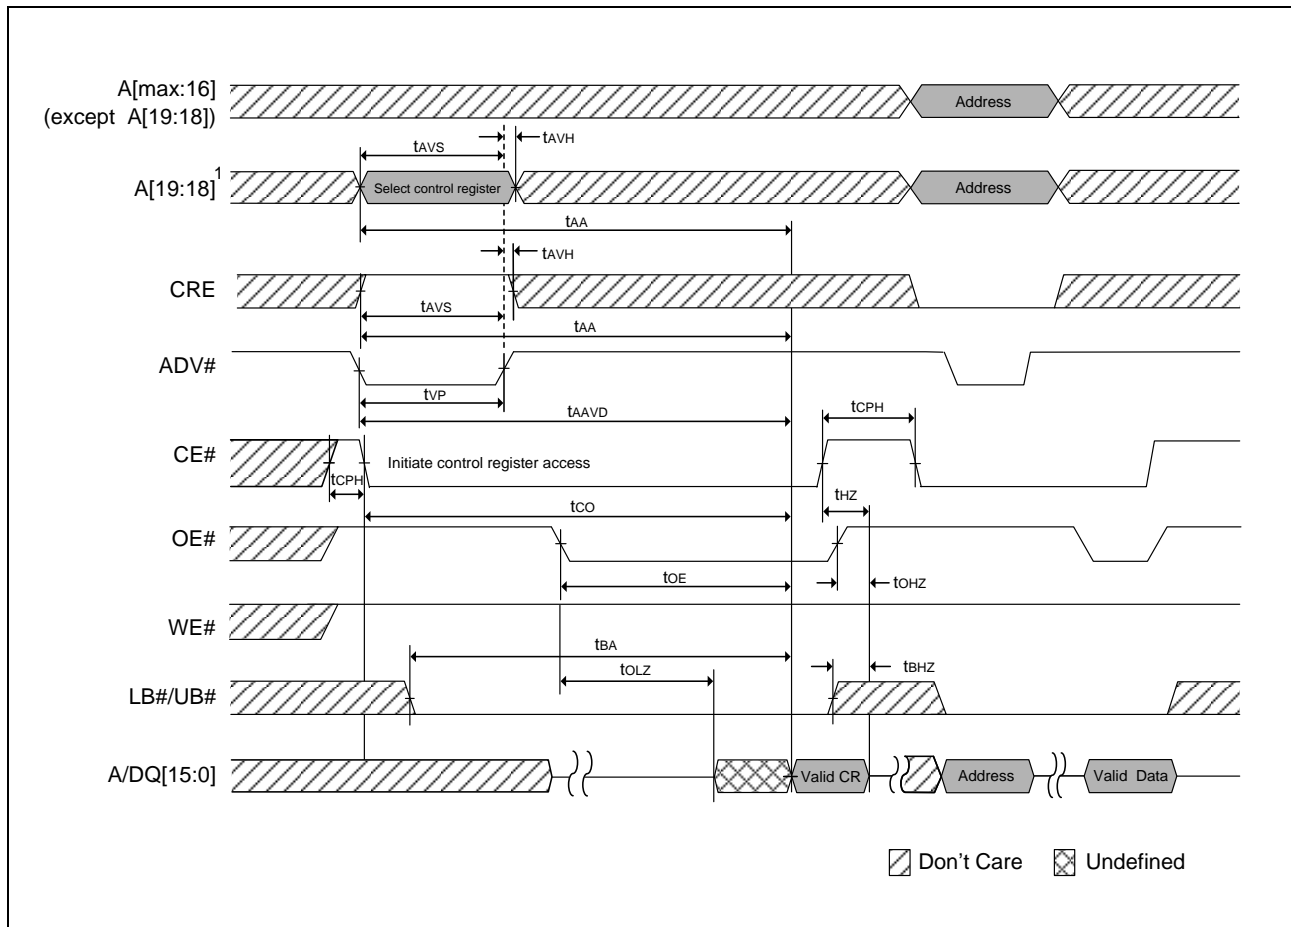 A[max:16]
(except A[19:18])
Address
tAVH
tAVS
A[19:18]1
Select control register
Address
tAA
tAVH
CRE
tAVS
tAA
ADV#
tVP
tCPH
tAAVD
CE#
Initiate control register access
tCPH
tHZ
tCO
OE#
tOE
tOHZ
WE#
tBA
tOLZ
tBHZ
LB#/UB#
A/DQ[15:0]
Valid CR
Address
Valid Data
Don't Care
Undefined